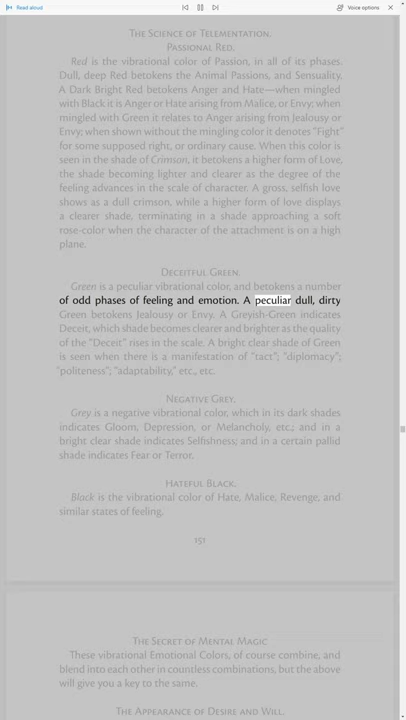 Read aloud
Voice options
The Science of Telementation.
Passional Red.
Red is the vibrational color of Passion, in all of its phases.
Dull, deep Red betokens the Animal Passions, and Sensuality.
A Dark Bright Red betokens Anger and Hate—when mingled
with Black it is Anger or Hate arising from Malice, or Envy; when
mingled with Green it relates to Anger arising from Jealousy or
Envy; when shown without the mingling color it denotes "Fight"
for some supposed right, or ordinary cause. When this color is
seen in the shade of Crimson, it betokens a higher form of Love,
the shade becoming lighter and clearer as the degree of the
feeling advances in the scale of character. A gross, selfish love
shows as a dull crimson, while a higher form of love displays
a clearer shade, terminating in a shade approaching a soft
rose-color when the character of the attachment is on a high
plane.
Deceitful Green.
Green is a peculiar vibrational color, and betokens a number
of odd phases of feeling and emotion. A peculiar dull, dirty
Green betokens Jealousy or Envy. A Greyish-Green indicates
Deceit, which shade becomes clearer and brighter as the quality
of the "Deceit" rises in the scale. A bright clear shade of Green
is seen when there is a manifestation of "tact"; "diplomacy";
"politeness"; "adaptability," etc., etc.
Negative Grey.
Grey is a negative vibrational color, which in its dark shades
indicates Gloom, Depression, or Melancholy, etc.; and in a
bright clear shade indicates Selfishness; and in a certain pallid
shade indicates Fear or Terror.
Hateful Black.
Black is the vibrational color of Hate, Malice, Revenge, and
similar states of feeling.
151
The Secret of Mental Magic
These vibrational Emotional Colors, of course combine, and
blend into each other in countless combinations, but the above
will give you a key to the same.
The Appearance of Desire and Will.